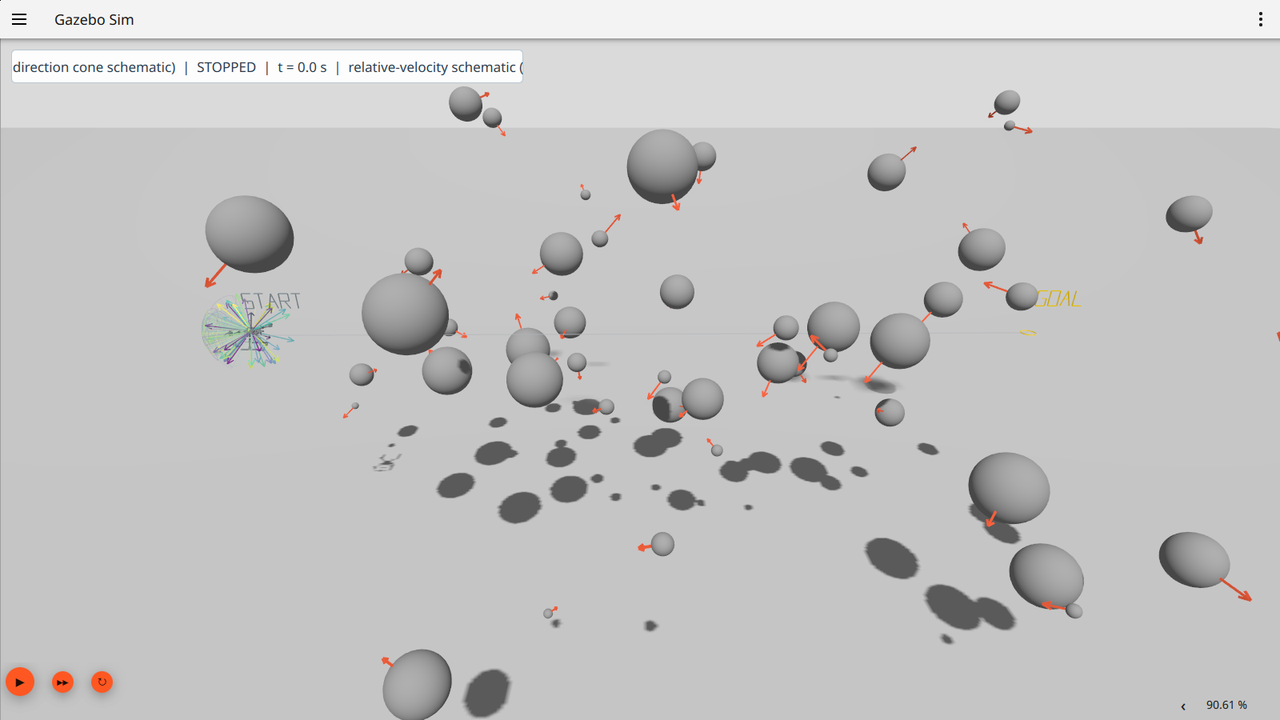 Gazebo Sim
direction cone schematic) | STOPPED | t = 0.0 s | relative-velocity schematic (
START
GOAL
90.61 %